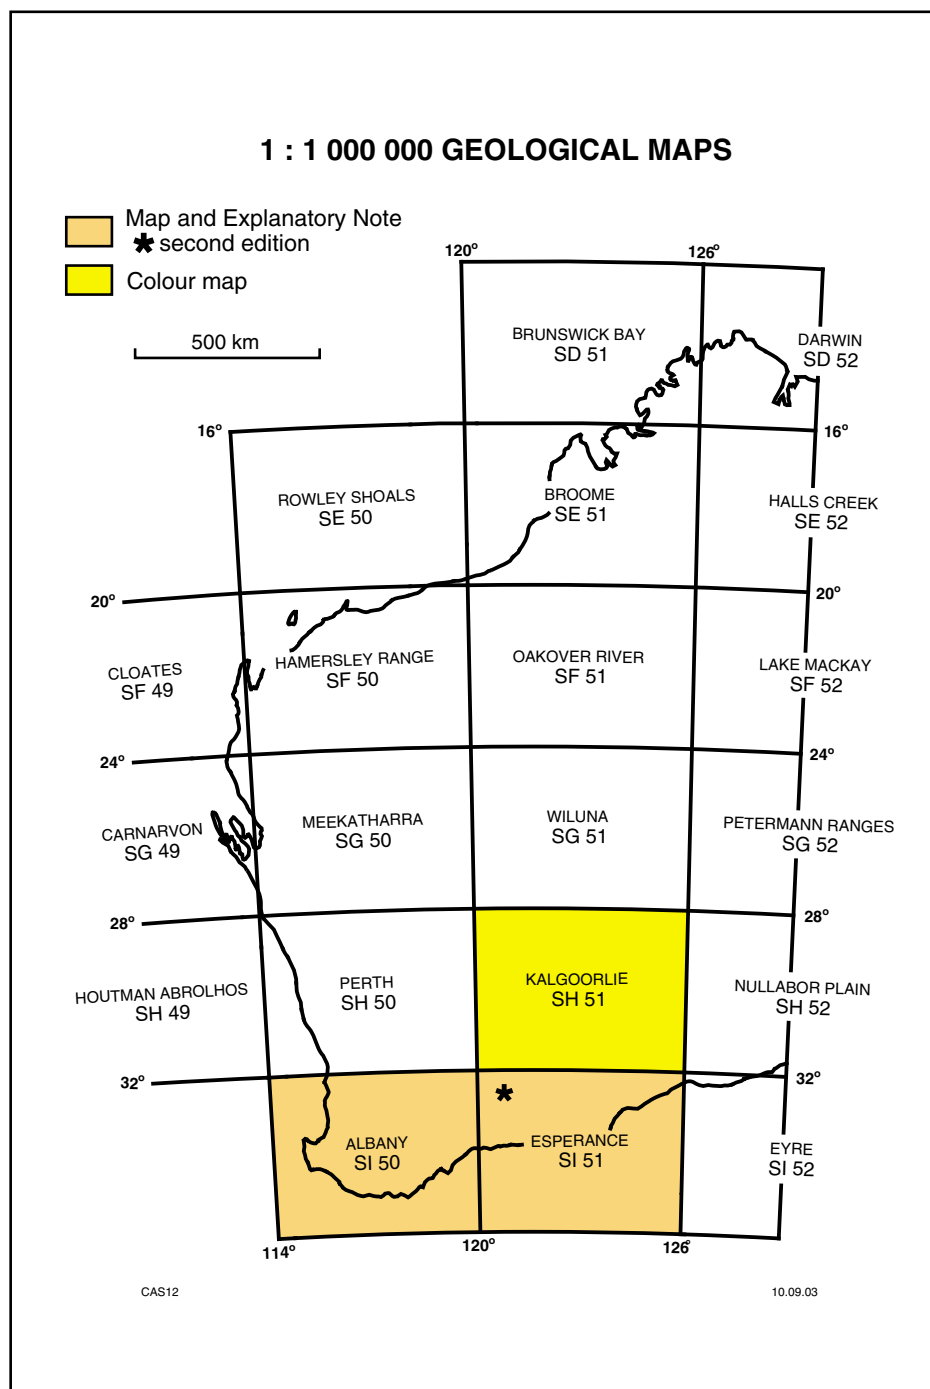 1 : 1 000 000 GEOLOGICAL MAPS
Map and Explanatory Note
* second edition
Colour map
500 km
120°
126°
BRUNSWICK BAY
SD 51
DARWIN
SD 52
16°
16°
ROWLEY SHOALS
SE 50
BROOME
SE 51
HALLS CREEK
SE 52
20°
20°
CLOATES
SF 49
HAMERSLEY RANGE
SF 50
OAKOVER RIVER
SF 51
LAKE MACKAY
SF 52
24°
24°
CARNARVON
SG 49
MEEKATHARRA
SG 50
WILUNA
SG 51
PETERMANN RANGES
SG 52
28°
28°
HOUTMAN ABROLHOS
SH 49
PERTH
SH 50
KALGOORLIE
SH 51
NULLABOR PLAIN
SH 52
32°
32°
*
ALBANY
SI 50
ESPERANCE
SI 51
EYRE
SI 52
114°
120°
126°
CAS12
10.09.03